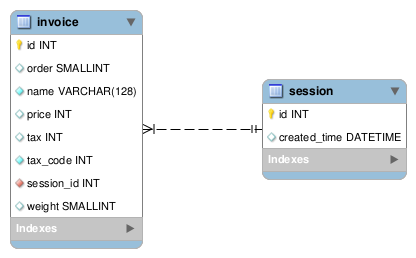 invoice
id INT
order SMALLINT
name VARCHAR(128)
price INT
tax INT
tax_code INT
session_id INT
weight SMALLINT
Indexes
session
id INT
created_time DATETIME
Indexes